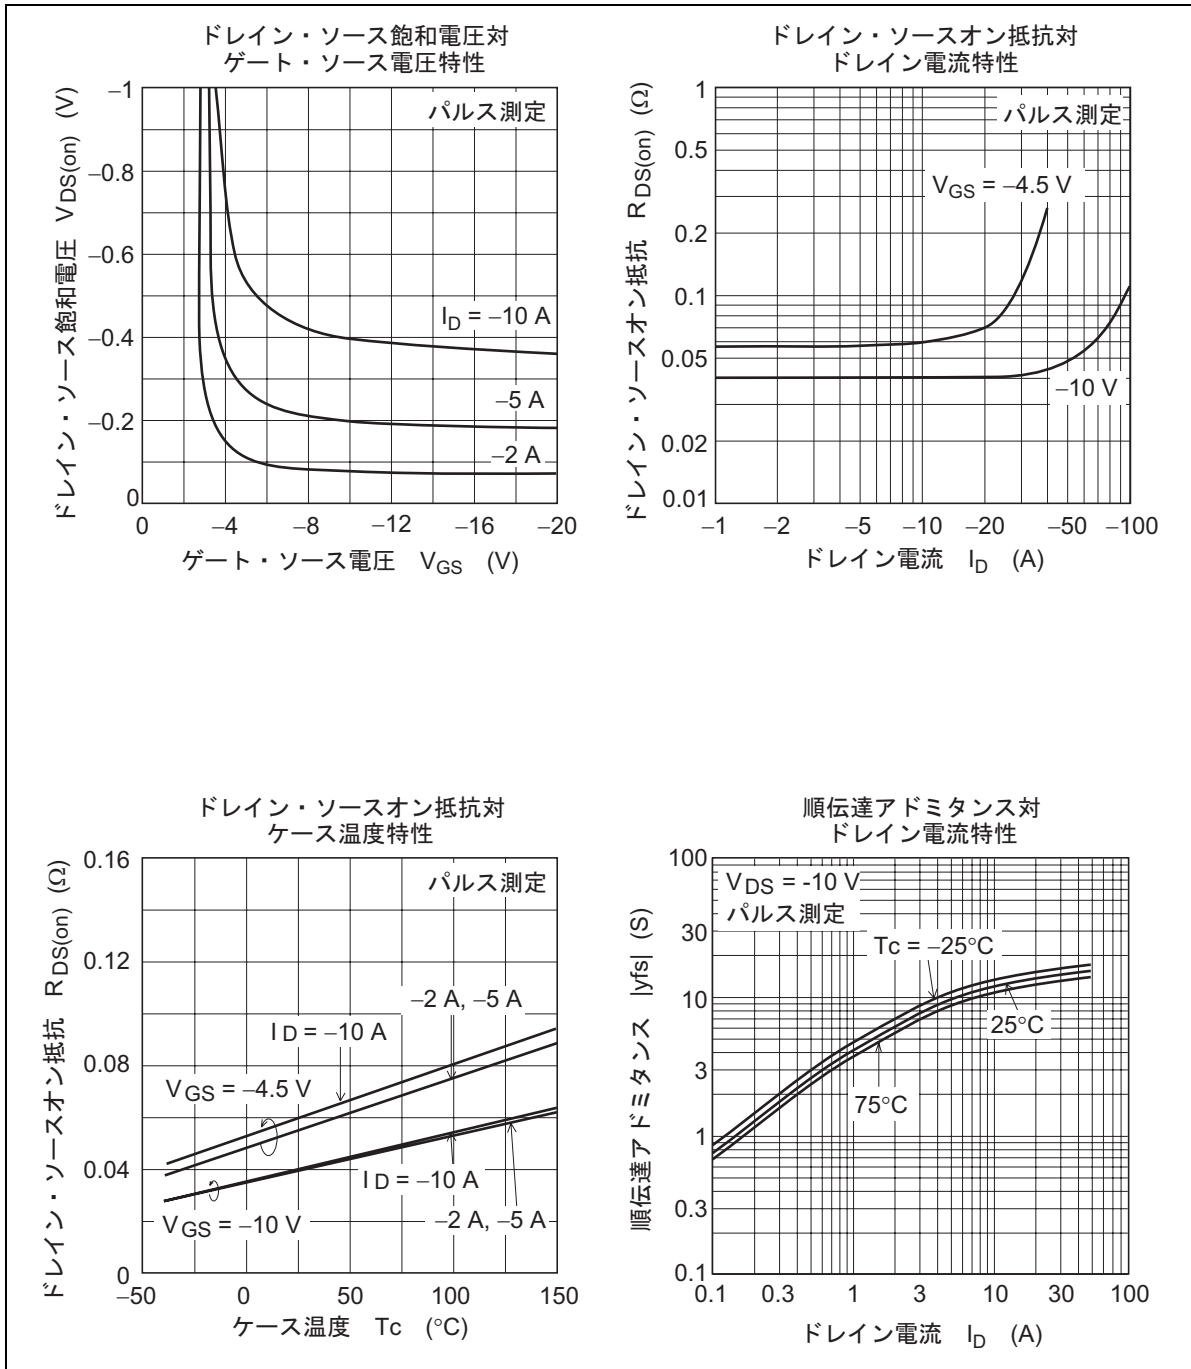 ドレイン・ソース飽和電圧対
ゲート・ソース電圧特性
パルス測定
ドレイン・ソース飽和電圧 VDS(on) (V)
–1
–0.8
–0.6
–0.4
–0.2
0
ID = –10 A
–5 A
–2 A
0 –4 –8 –12 –16 –20
ゲート・ソース電圧 VGS (V)
ドレイン・ソースオン抵抗対
ドレイン電流特性
パルス測定
ドレイン・ソースオン抵抗 RDS(on) (Ω)
1
0.5
0.2
0.1
0.05
0.02
0.01
VGS = –4.5 V
–10 V
–1 –2 –5 –10 –20 –50 –100
ドレイン電流 ID (A)
ドレイン・ソースオン抵抗対
ケース温度特性
パルス測定
ドレイン・ソースオン抵抗 RDS(on) (Ω)
0.16
0.12
0.08
0.04
0
–2 A, –5 A
ID = –10 A
VGS = –4.5 V
ID = –10 A
VGS = –10 V
–2 A, –5 A
–50 0 50 100 150
ケース温度 Tc (°C)
順伝達アドミタンス対
ドレイン電流特性
順伝達アドミタンス |yfs| (S)
100
30
10
3
1
0.3
0.1
VDS = -10 V
パルス測定
Tc = –25°C
25°C
75°C
0.1 0.3 1 3 10 30 100
ドレイン電流 ID (A)